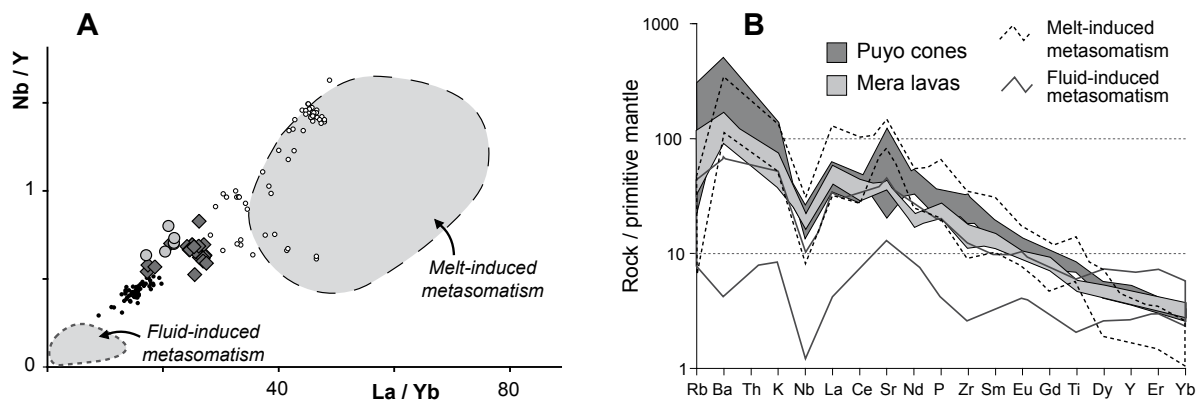 A
Nb / Y
1
0
40
80
La / Yb
Melt-induced
metasomatism
Fluid-induced
metasomatism
B
Rock / primitive mantle
1000
100
10
1
Puyo cones
Mera lavas
Melt-induced
metasomatism
Fluid-induced
metasomatism
Rb Ba Th K Nb La Ce Sr Nd P Zr Sm Eu Gd Ti Dy Y Er Yb